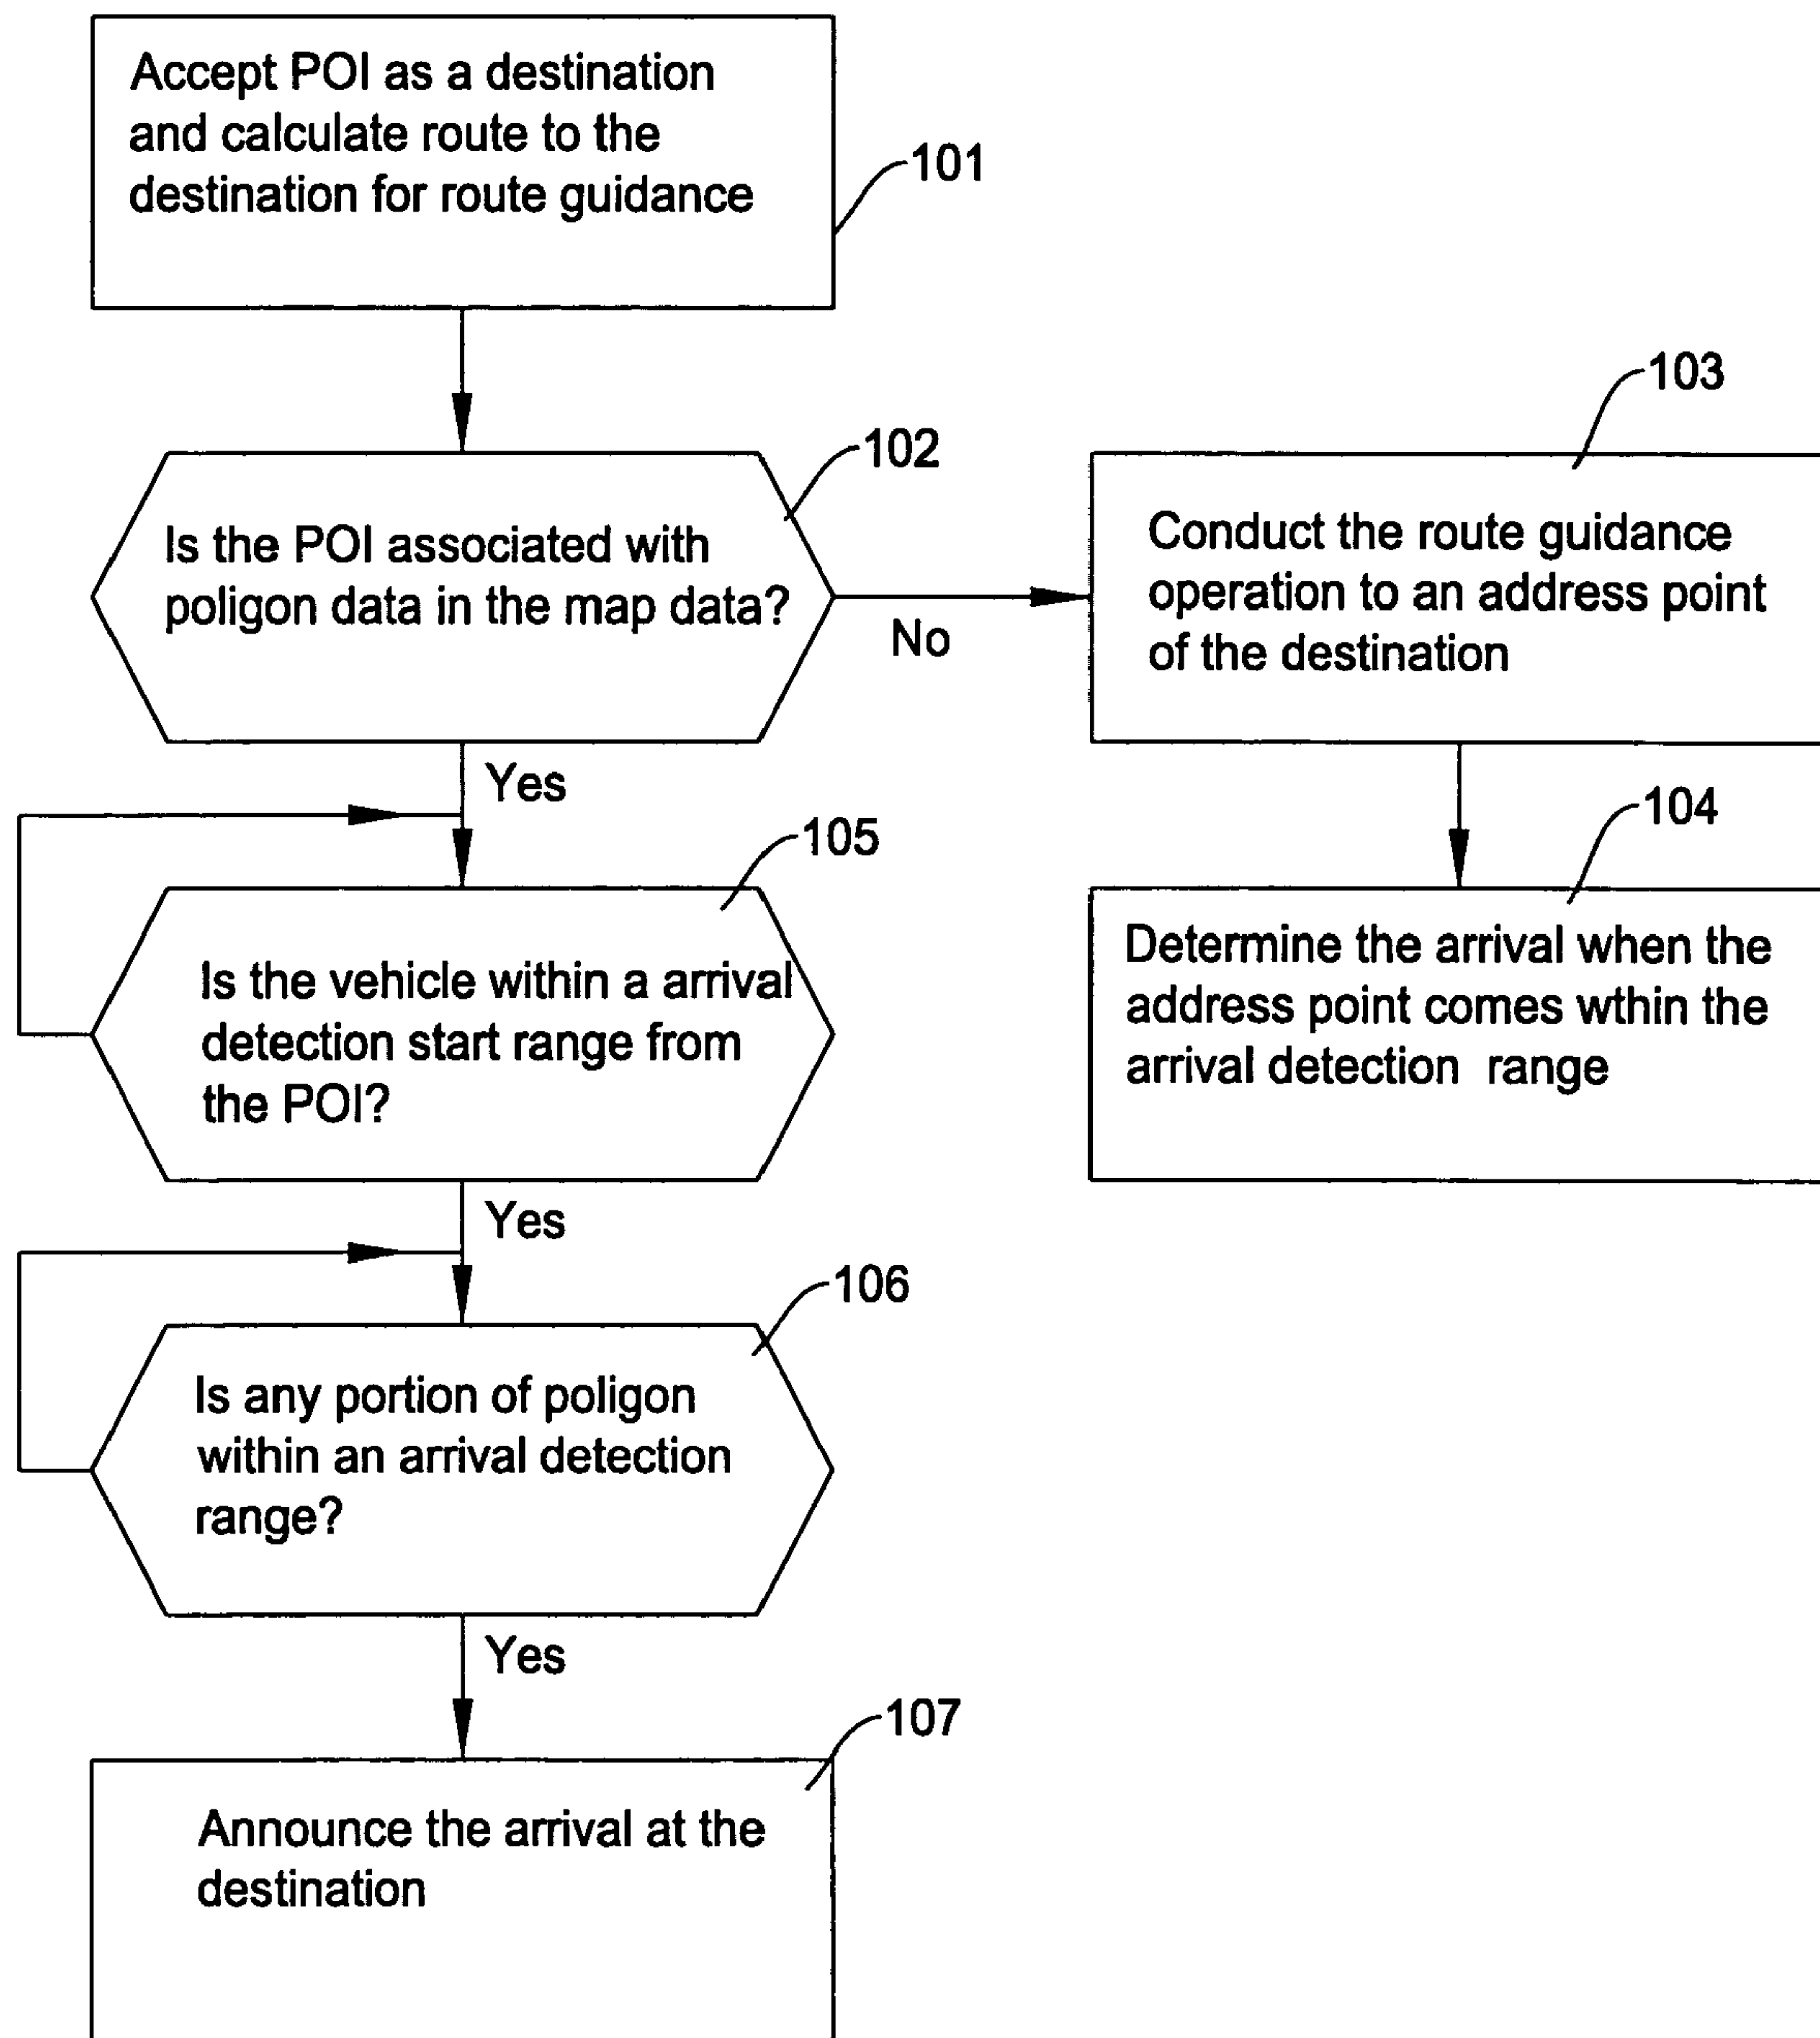 Accept POI as a destination
and calculate route to the
destination for route guidance
101
102
Is the POI associated with
poligon data in the map data?
No
Yes
103
Conduct the route guidance
operation to an address point
of the destination
104
Determine the arrival when the
address point comes wthin the
arrival detection range
105
Is the vehicle within a arrival
detection start range from
the POI?
Yes
106
Is any portion of poligon
within an arrival detection
range?
Yes
107
Announce the arrival at the
destination